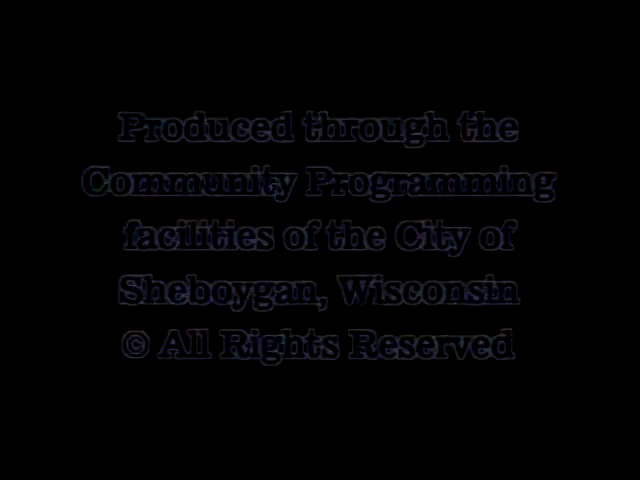 Produced through the
Community Programming
facilities of the City of
Sheboygan, Wisconsin
© All Rights Reserved